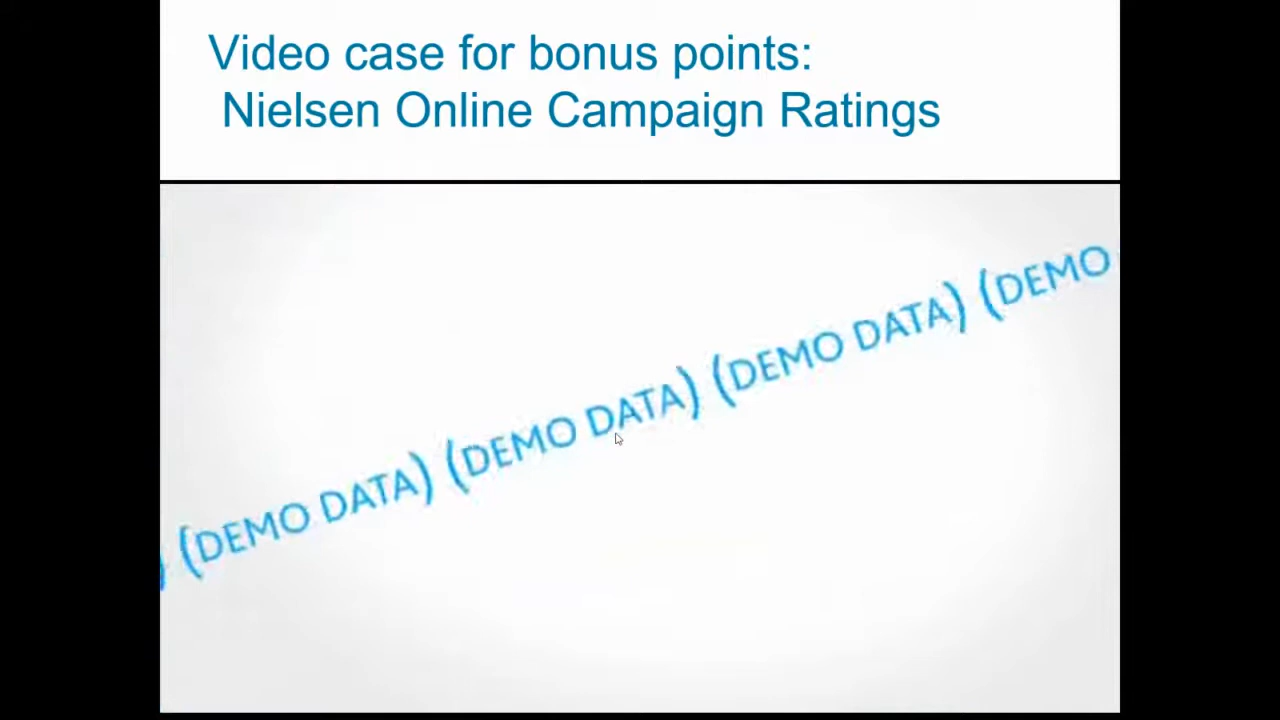 Video case for bonus points:
Nielsen Online Campaign Ratings
) (DEMO DATA) (DEMO DATA) (DEMO DATA) (DEMO